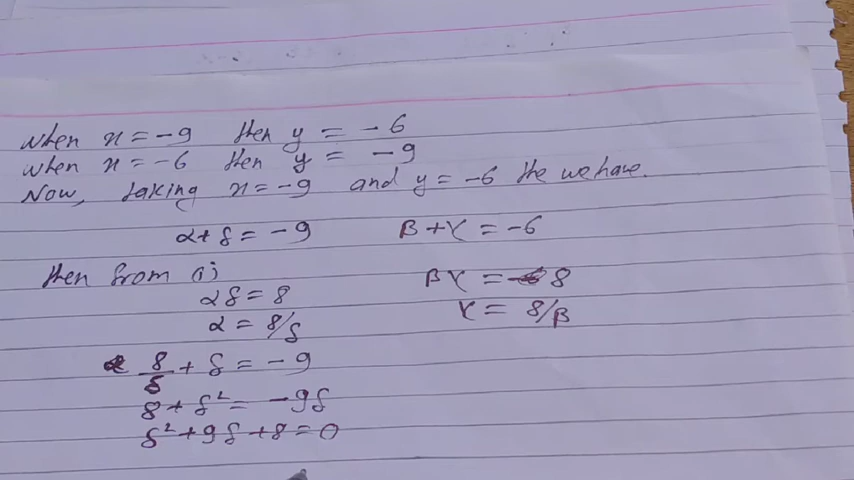 when x = -9 then y = -6
when x = -6 then y = -9
Now, taking x = -9 and y = -6 the we have.
α + δ = -9 β + γ = -6
then from (i)
αδ = 8 βγ = 8
α = 8/δ γ = 8/β
8/δ + δ = -9
8 + δ² = -9δ
δ² + 9δ + 8 = 0